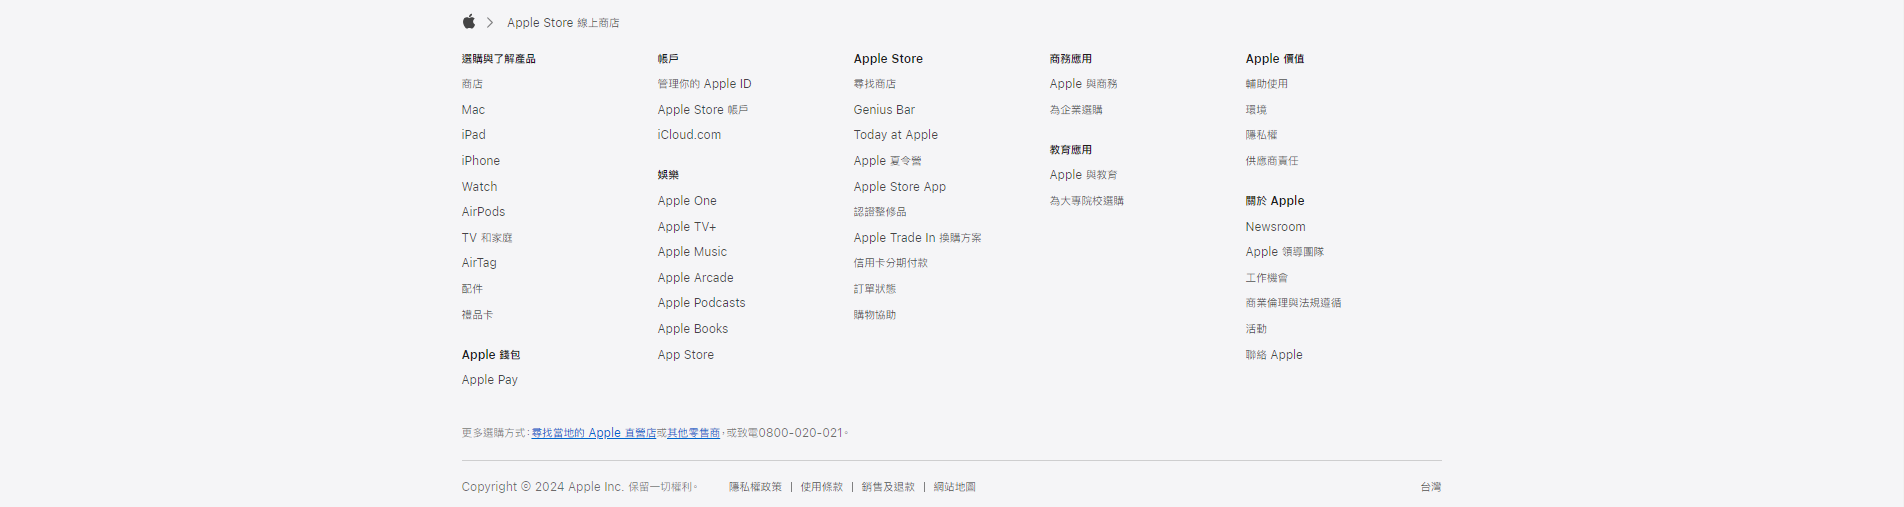 Apple Store 線上商店
選購與了解產品
商店
Mac
iPad
iPhone
Watch
AirPods
TV 和家庭
AirTag
配件
禮品卡
Apple 錢包
Apple Pay
帳戶
管理你的 Apple ID
Apple Store 帳戶
iCloud.com
娛樂
Apple One
Apple TV+
Apple Music
Apple Arcade
Apple Podcasts
Apple Books
App Store
Apple Store
尋找商店
Genius Bar
Today at Apple
Apple 夏令營
Apple Store App
認證整修品
Apple Trade In 換購方案
信用卡分期付款
訂單狀態
購物協助
商務應用
Apple 與商務
為企業選購
教育應用
Apple 與教育
為大專院校選購
Apple 價值
輔助使用
環境
隱私權
供應商責任
關於 Apple
Newsroom
Apple 領導團隊
工作機會
商業倫理與法規遵循
活動
聯絡 Apple
更多選購方式：尋找當地的 Apple 直營店或其他零售商，或致電0800-020-021。
Copyright © 2024 Apple Inc. 保留一切權利。 隱私權政策 | 使用條款 | 銷售及退款 | 網站地圖 台灣